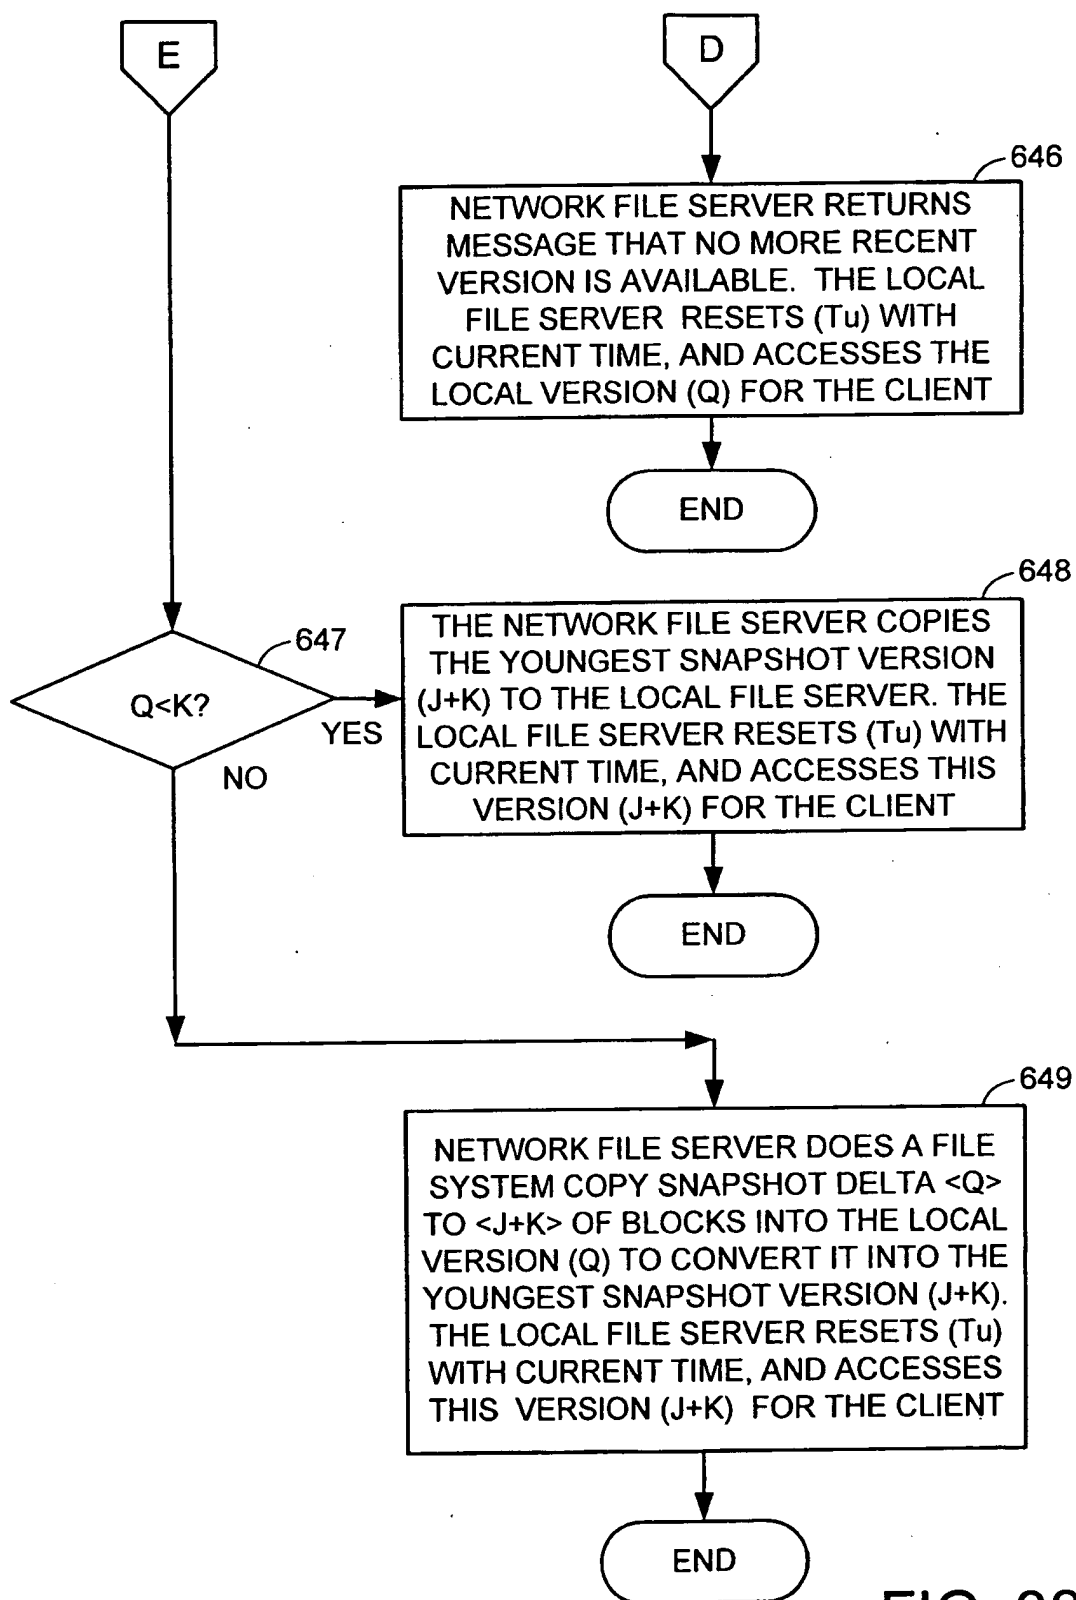 E
D
646
NETWORK FILE SERVER RETURNS
MESSAGE THAT NO MORE RECENT
VERSION IS AVAILABLE. THE LOCAL
FILE SERVER RESETS (Tu) WITH
CURRENT TIME, AND ACCESSES THE
LOCAL VERSION (Q) FOR THE CLIENT
END
647
Q<K?
YES
NO
648
THE NETWORK FILE SERVER COPIES
THE YOUNGEST SNAPSHOT VERSION
(J+K) TO THE LOCAL FILE SERVER. THE
LOCAL FILE SERVER RESETS (Tu) WITH
CURRENT TIME, AND ACCESSES THIS
VERSION (J+K) FOR THE CLIENT
END
649
NETWORK FILE SERVER DOES A FILE
SYSTEM COPY SNAPSHOT DELTA <Q>
TO <J+K> OF BLOCKS INTO THE LOCAL
VERSION (Q) TO CONVERT IT INTO THE
YOUNGEST SNAPSHOT VERSION (J+K).
THE LOCAL FILE SERVER RESETS (Tu)
WITH CURRENT TIME, AND ACCESSES
THIS VERSION (J+K) FOR THE CLIENT
END
FIG.